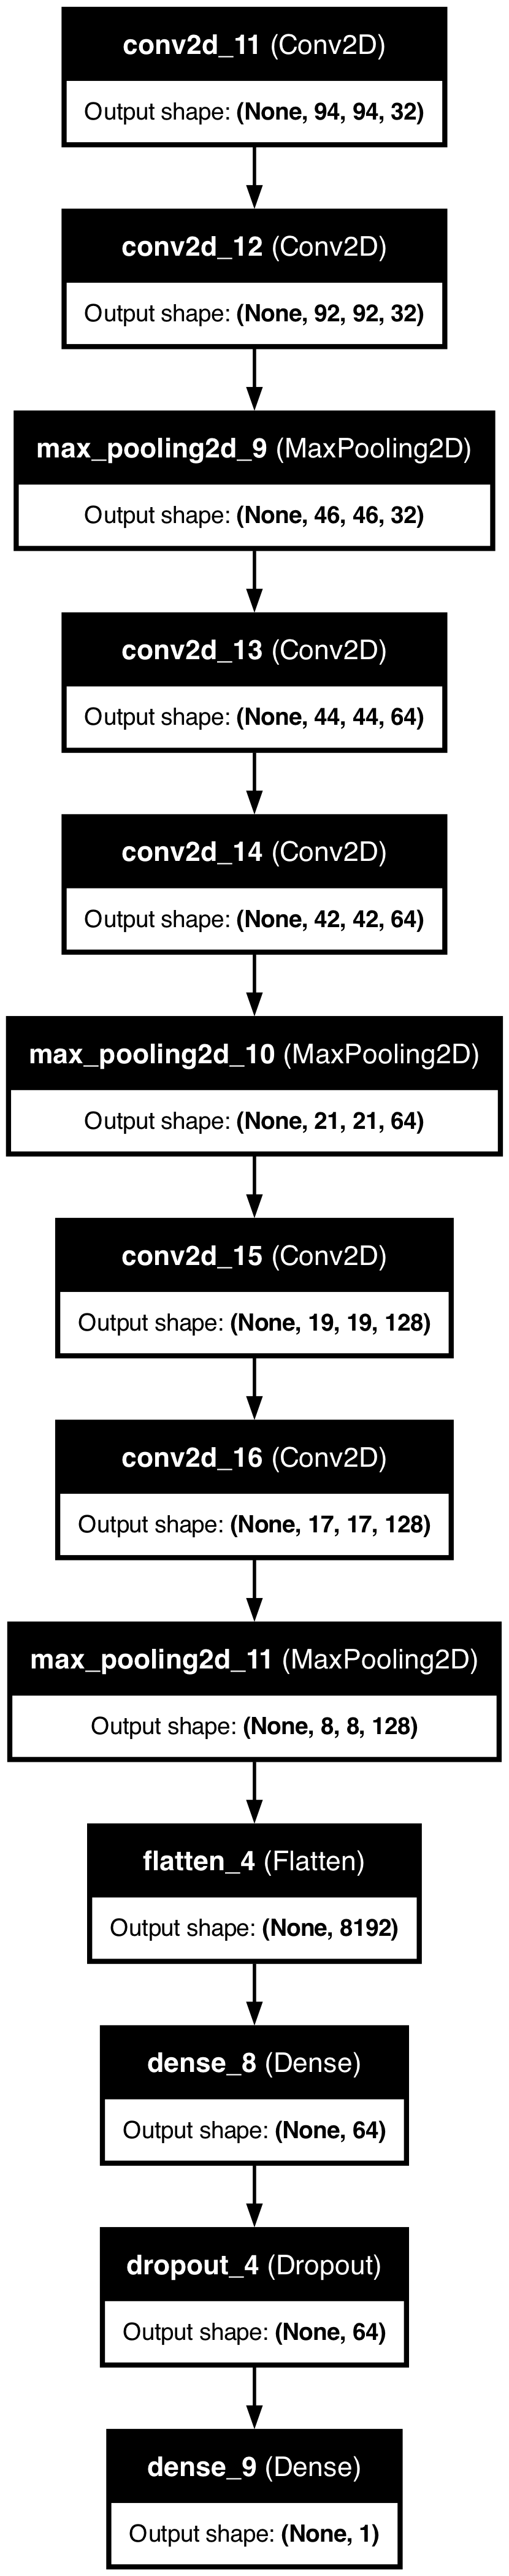 conv2d_11 (Conv2D)
Output shape: (None, 94, 94, 32)
conv2d_12 (Conv2D)
Output shape: (None, 92, 92, 32)
max_pooling2d_9 (MaxPooling2D)
Output shape: (None, 46, 46, 32)
conv2d_13 (Conv2D)
Output shape: (None, 44, 44, 64)
conv2d_14 (Conv2D)
Output shape: (None, 42, 42, 64)
max_pooling2d_10 (MaxPooling2D)
Output shape: (None, 21, 21, 64)
conv2d_15 (Conv2D)
Output shape: (None, 19, 19, 128)
conv2d_16 (Conv2D)
Output shape: (None, 17, 17, 128)
max_pooling2d_11 (MaxPooling2D)
Output shape: (None, 8, 8, 128)
flatten_4 (Flatten)
Output shape: (None, 8192)
dense_8 (Dense)
Output shape: (None, 64)
dropout_4 (Dropout)
Output shape: (None, 64)
dense_9 (Dense)
Output shape: (None, 1)